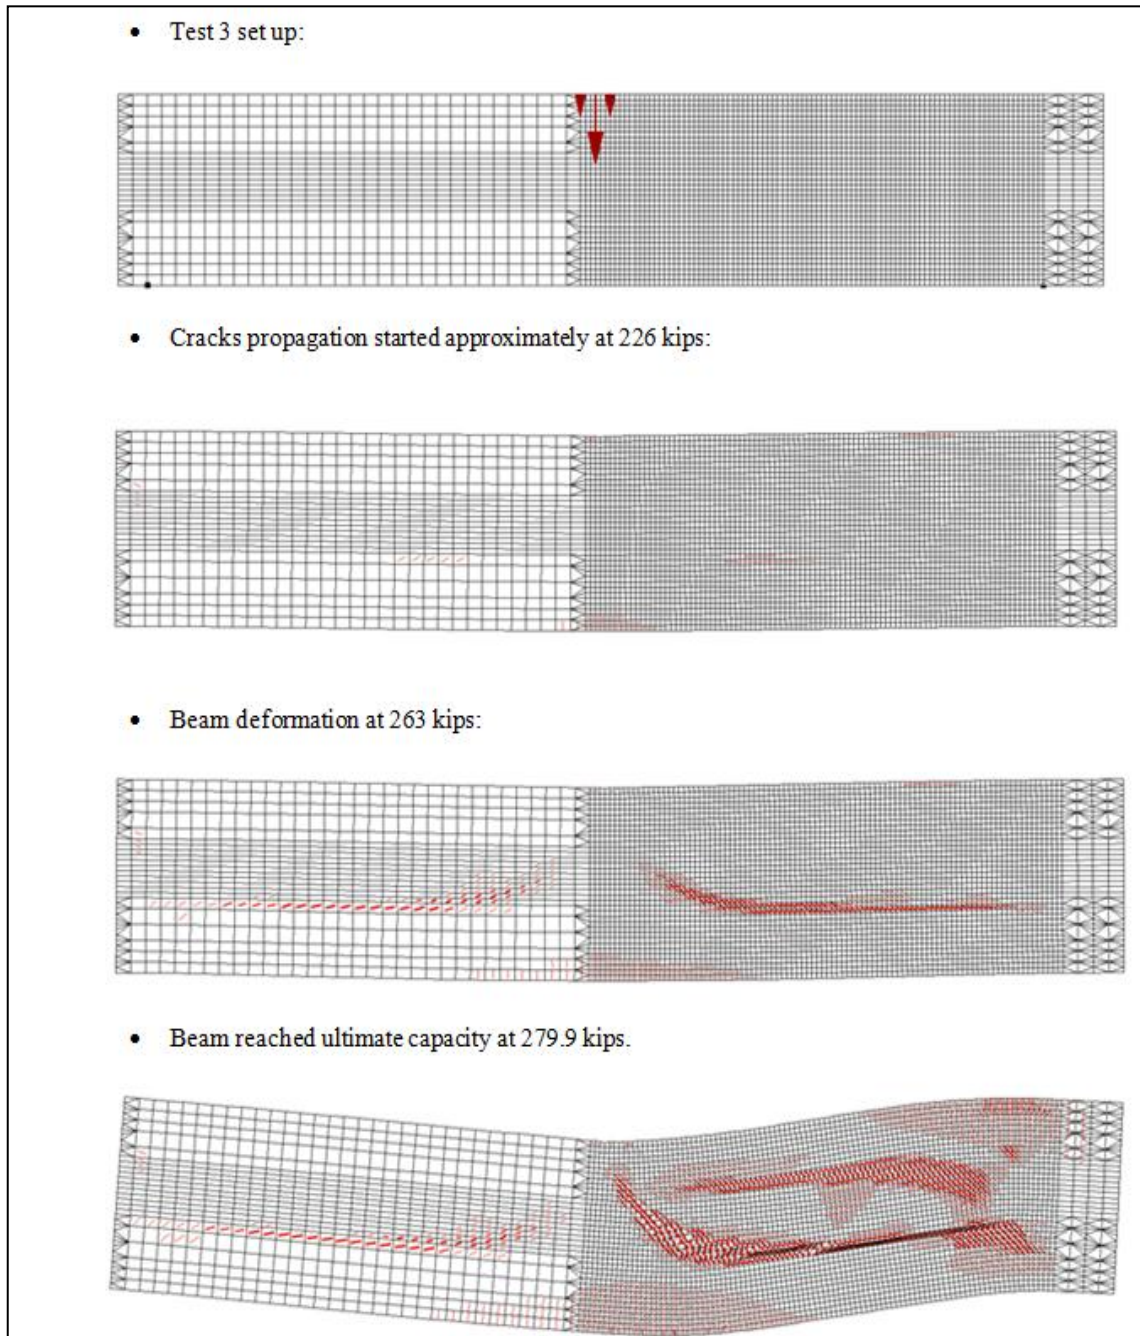 • Test 3 set up:
• Cracks propagation started approximately at 226 kips:
• Beam deformation at 263 kips:
• Beam reached ultimate capacity at 279.9 kips.